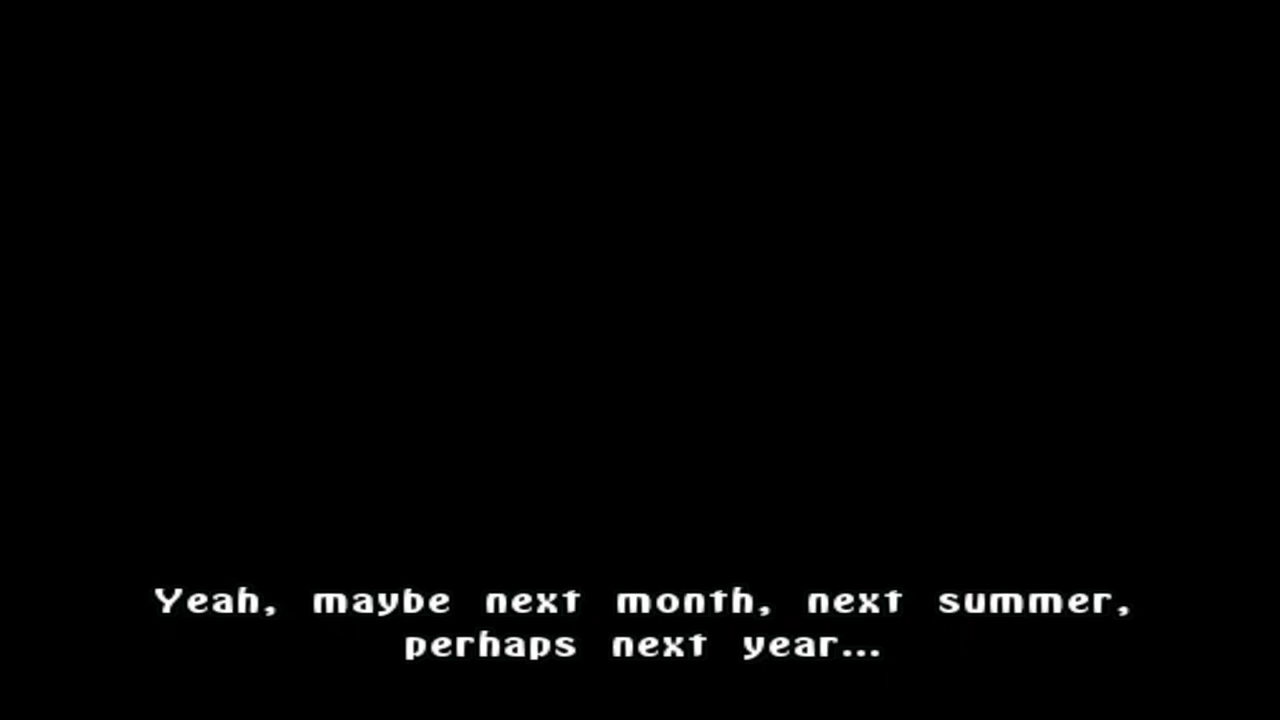 Yeah, maybe next month, next summer,
perhaps next year...